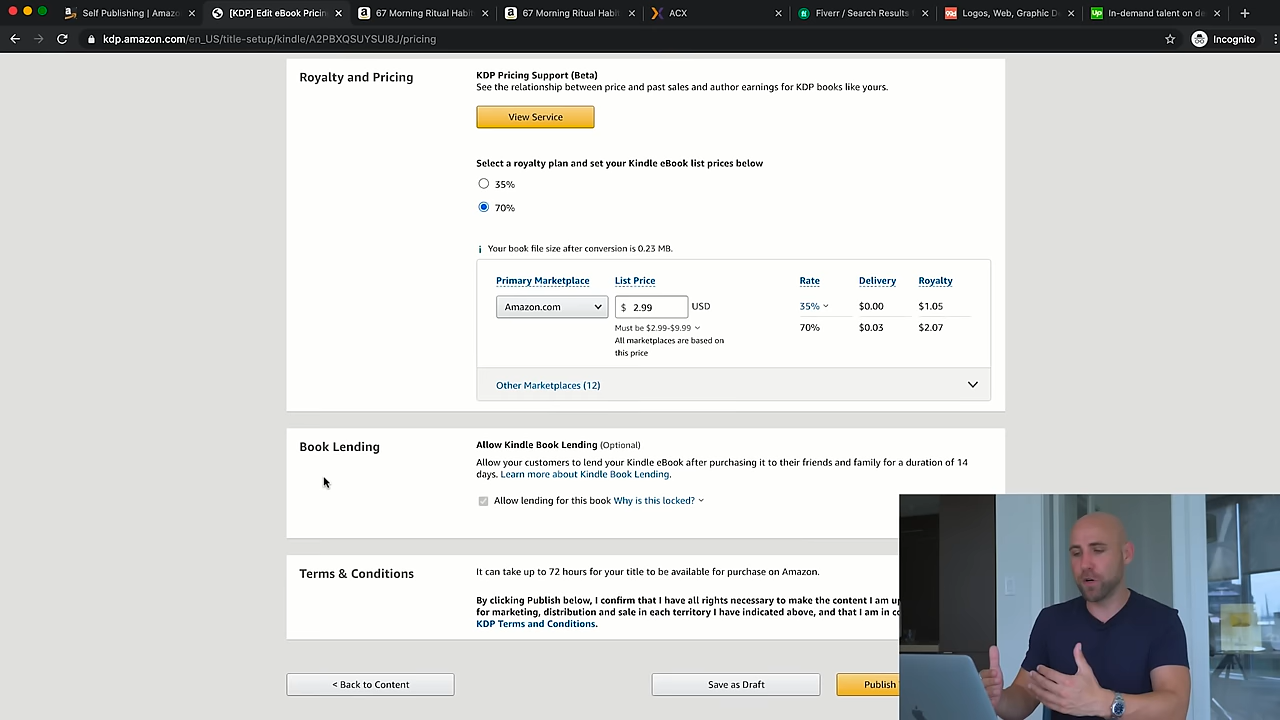 Self Publishing | Amazon
[KDP] Edit eBook Pricin
67 Morning Ritual Habi
67 Morning Ritual Habi
ACX
Fiverr / Search Results
Logos, Web, Graphic D
In-demand talent on de
kdp.amazon.com/en_US/title-setup/kindle/A2PBXQSUYSUI8J/pricing
Incognito
Royalty and Pricing
KDP Pricing Support (Beta)
See the relationship between price and past sales and author earnings for KDP books like yours.
View Service
Select a royalty plan and set your Kindle eBook list prices below
35%
70%
Your book file size after conversion is 0.23 MB.
Primary Marketplace List Price Rate Delivery Royalty
Amazon.com $ 2.99 USD 35% $0.00 $1.05
Must be $2.99-$9.99 70% $0.03 $2.07
All marketplaces are based on
this price
Other Marketplaces (12)
Book Lending
Allow Kindle Book Lending (Optional)
Allow your customers to lend your Kindle eBook after purchasing it to their friends and family for a duration of 14
days. Learn more about Kindle Book Lending.
Allow lending for this book Why is this locked?
Terms & Conditions
It can take up to 72 hours for your title to be available for purchase on Amazon.
By clicking Publish below, I confirm that I have all rights necessary to make the content I am up
for marketing, distribution and sale in each territory I have indicated above, and that I am in co
KDP Terms and Conditions.
< Back to Content
Save as Draft
Publish